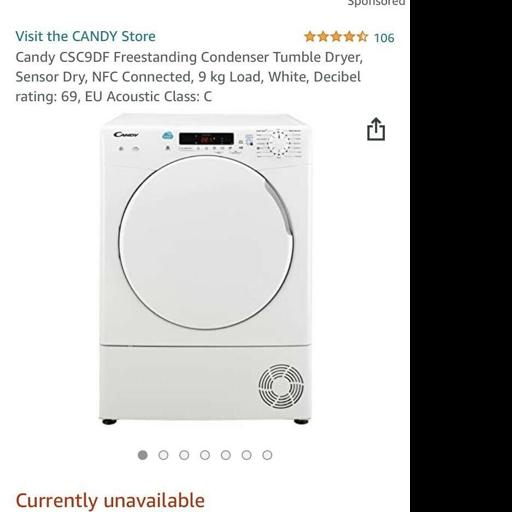 Sponsored
Visit the CANDY Store
106
Candy CSC9DF Freestanding Condenser Tumble Dryer,
Sensor Dry, NFC Connected, 9 kg Load, White, Decibel
rating: 69, EU Acoustic Class: C
CANDY
Currently unavailable